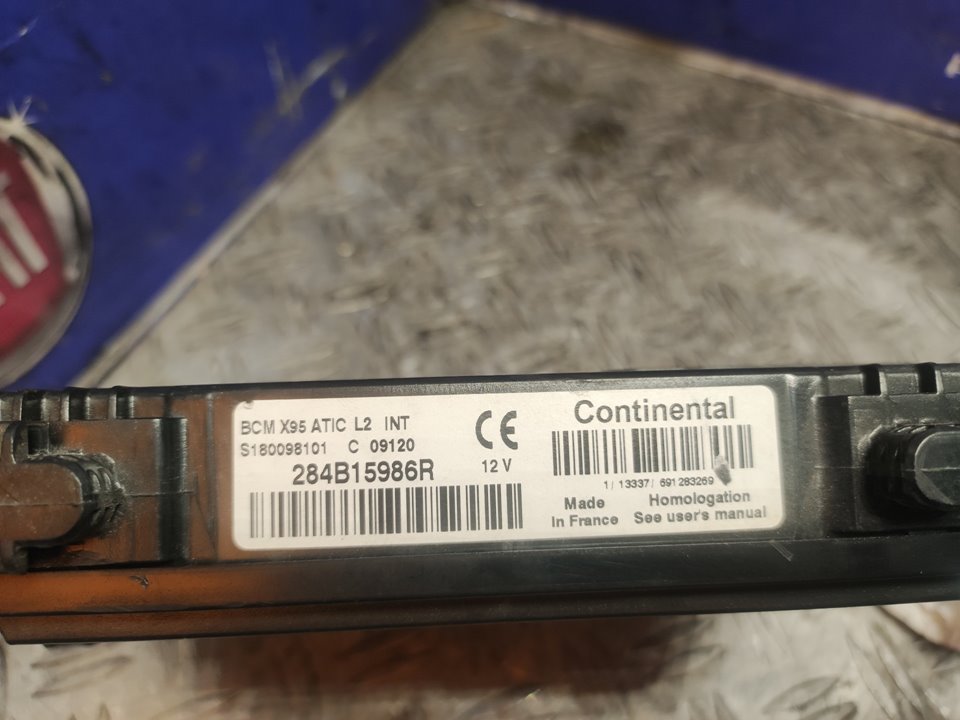 BCM X95 ATIC L2 INT
S180098101 C 09120
284B15986R
CE
12 V
Continental
1/ 13337/ 691283269
Made
In France
Homologation
See user's manual